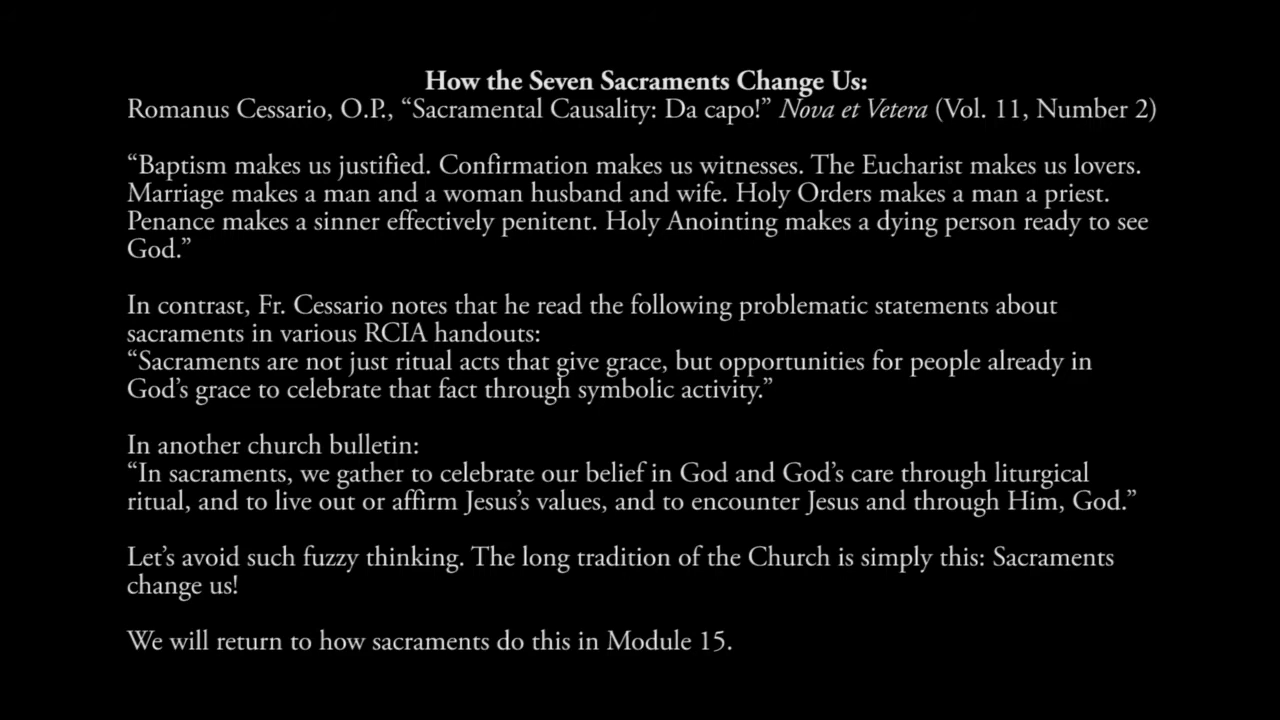 How the Seven Sacraments Change Us:
Romanus Cessario, O.P., “Sacramental Causality: Da capo!” Nova et Vetera (Vol. 11, Number 2)
“Baptism makes us justified. Confirmation makes us witnesses. The Eucharist makes us lovers.
Marriage makes a man and a woman husband and wife. Holy Orders makes a man a priest.
Penance makes a sinner effectively penitent. Holy Anointing makes a dying person ready to see
God.”
In contrast, Fr. Cessario notes that he read the following problematic statements about
sacraments in various RCIA handouts:
“Sacraments are not just ritual acts that give grace, but opportunities for people already in
God’s grace to celebrate that fact through symbolic activity.”
In another church bulletin:
“In sacraments, we gather to celebrate our belief in God and God’s care through liturgical
ritual, and to live out or affirm Jesus’s values, and to encounter Jesus and through Him, God.”
Let’s avoid such fuzzy thinking. The long tradition of the Church is simply this: Sacraments
change us!
We will return to how sacraments do this in Module 15.